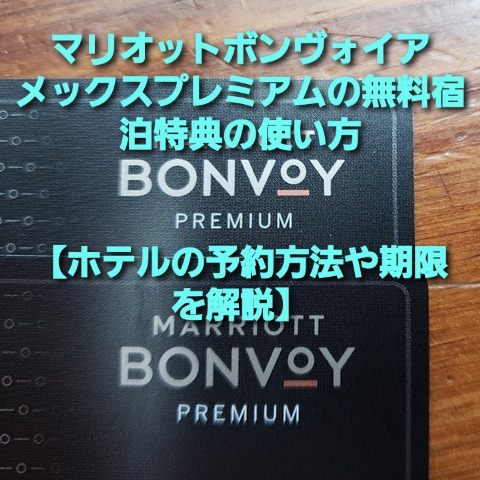 マリオットボンヴォイア
メックスプレミアムの無料宿
泊特典の使い方
BONVOY
PREMIUM
【ホテルの予約方法や期限
を解説】
MARRIOTT
BONVOY
PREMIUM